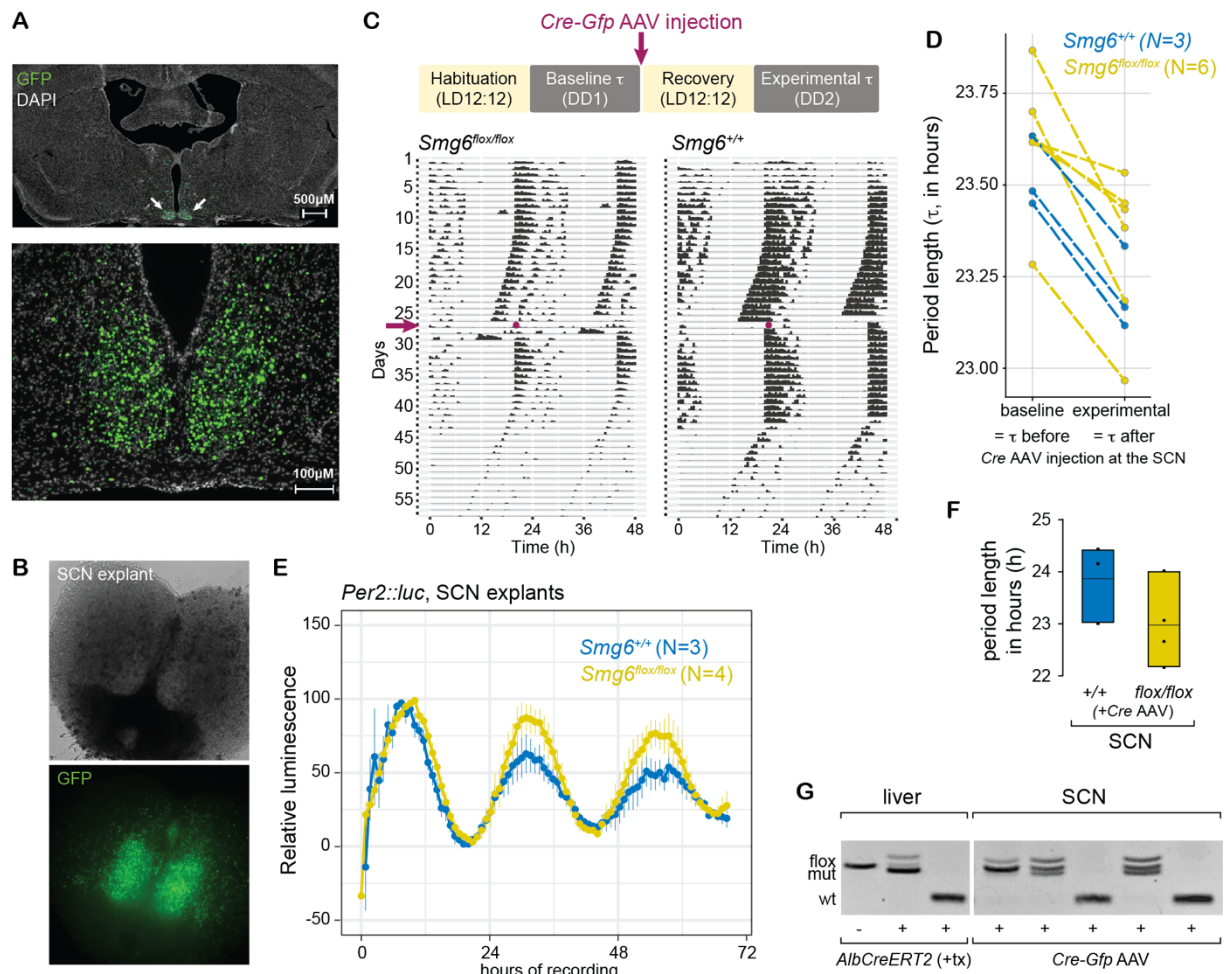 A
GFP
DAPI
500μM
100μM
B
SCN explant
GFP
C
Cre-Gfp AAV injection
Habituation
(LD12:12)
Baseline τ
(DD1)
Recovery
(LD12:12)
Experimental τ
(DD2)
Smg6flox/flox
Smg6+/+
Days
1
5
10
15
20
25
30
35
40
45
50
55
0 12 24 36 48
Time (h)
0 12 24 36 48
Time (h)
D
Smg6+/+ (N=3)
Smg6flox/flox (N=6)
Period length (τ, in hours)
23.75
23.50
23.25
23.00
baseline experimental
= τ before = τ after
Cre AAV injection at the SCN
E
Per2::luc, SCN explants
Smg6+/+ (N=3)
Smg6flox/flox (N=4)
Relative luminescence
150
100
50
0
-50
0 24 48 72
hours of recording
F
period length
in hours (h)
25
24
23
22
+/+ flox/flox
(+Cre AAV)
SCN
G
liver SCN
flox
mut
wt
- + + + + + + +
AlbCreERT2 (+tx) Cre-Gfp AAV